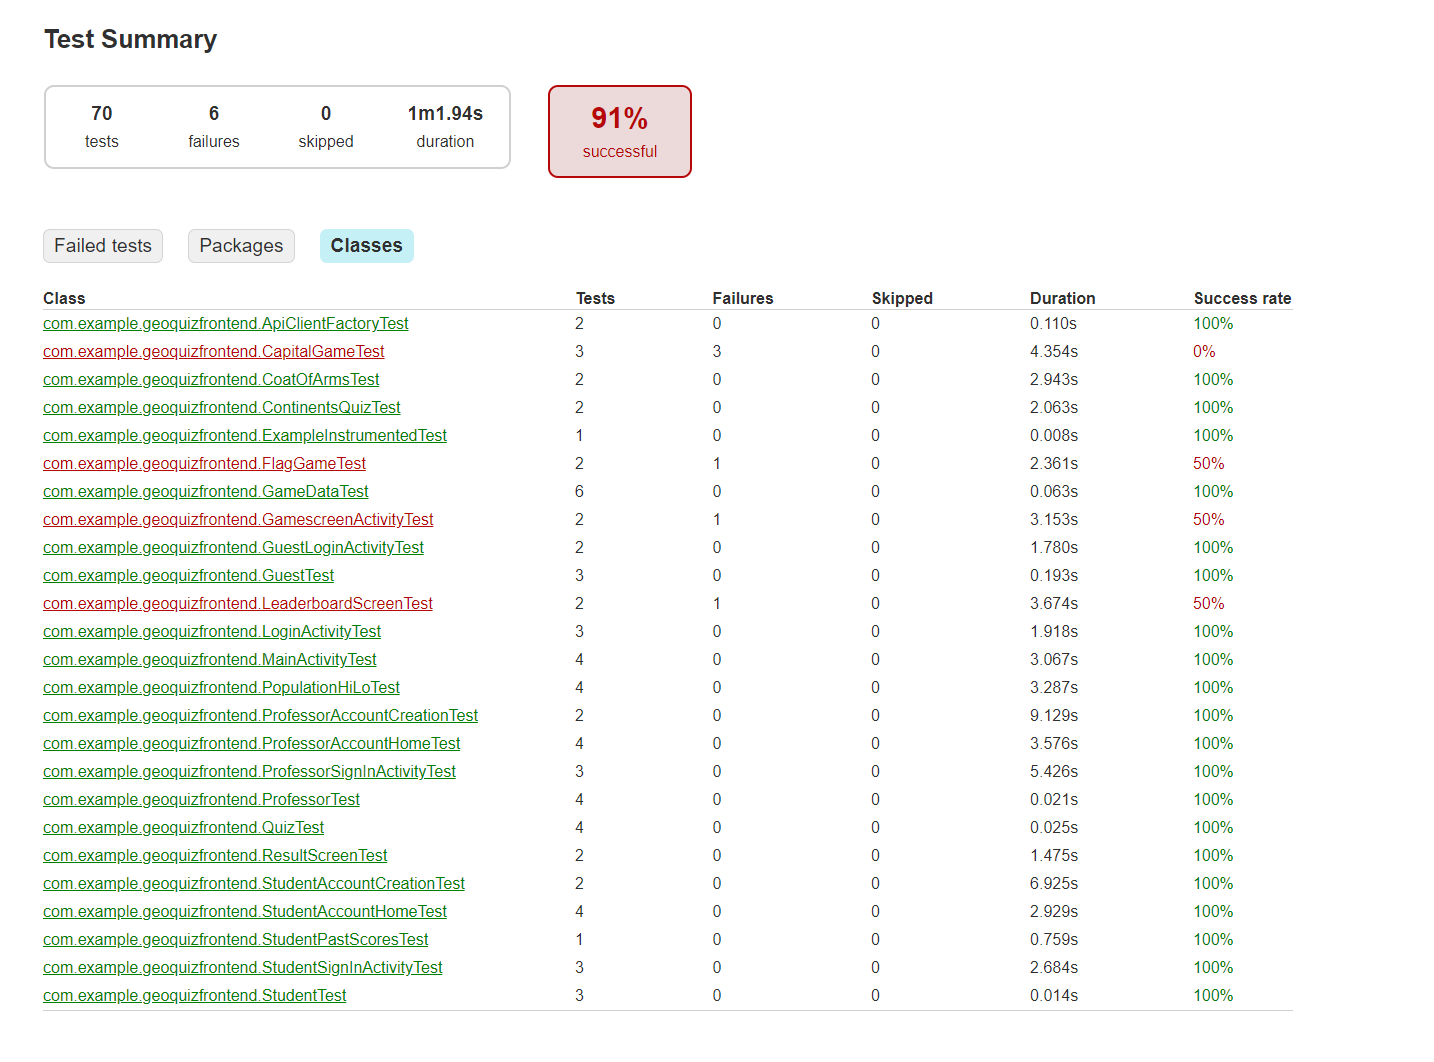 Test Summary
70 6 0 1m1.94s
tests failures skipped duration
91%
successful
Failed tests Packages Classes
Class Tests Failures Skipped Duration Success rate
com.example.geoquizfrontend.ApiClientFactoryTest 2 0 0 0.110s 100%
com.example.geoquizfrontend.CapitalGameTest 3 3 0 4.354s 0%
com.example.geoquizfrontend.CoatOfArmsTest 2 0 0 2.943s 100%
com.example.geoquizfrontend.ContinentsQuizTest 2 0 0 2.063s 100%
com.example.geoquizfrontend.ExampleInstrumentedTest 1 0 0 0.008s 100%
com.example.geoquizfrontend.FlagGameTest 2 1 0 2.361s 50%
com.example.geoquizfrontend.GameDataTest 6 0 0 0.063s 100%
com.example.geoquizfrontend.GamescreenActivityTest 2 1 0 3.153s 50%
com.example.geoquizfrontend.GuestLoginActivityTest 2 0 0 1.780s 100%
com.example.geoquizfrontend.GuestTest 3 0 0 0.193s 100%
com.example.geoquizfrontend.LeaderboardScreenTest 2 1 0 3.674s 50%
com.example.geoquizfrontend.LoginActivityTest 3 0 0 1.918s 100%
com.example.geoquizfrontend.MainActivityTest 4 0 0 3.067s 100%
com.example.geoquizfrontend.PopulationHiLoTest 4 0 0 3.287s 100%
com.example.geoquizfrontend.ProfessorAccountCreationTest 2 0 0 9.129s 100%
com.example.geoquizfrontend.ProfessorAccountHomeTest 4 0 0 3.576s 100%
com.example.geoquizfrontend.ProfessorSignInActivityTest 3 0 0 5.426s 100%
com.example.geoquizfrontend.ProfessorTest 4 0 0 0.021s 100%
com.example.geoquizfrontend.QuizTest 4 0 0 0.025s 100%
com.example.geoquizfrontend.ResultScreenTest 2 0 0 1.475s 100%
com.example.geoquizfrontend.StudentAccountCreationTest 2 0 0 6.925s 100%
com.example.geoquizfrontend.StudentAccountHomeTest 4 0 0 2.929s 100%
com.example.geoquizfrontend.StudentPastScoresTest 1 0 0 0.759s 100%
com.example.geoquizfrontend.StudentSignInActivityTest 3 0 0 2.684s 100%
com.example.geoquizfrontend.StudentTest 3 0 0 0.014s 100%